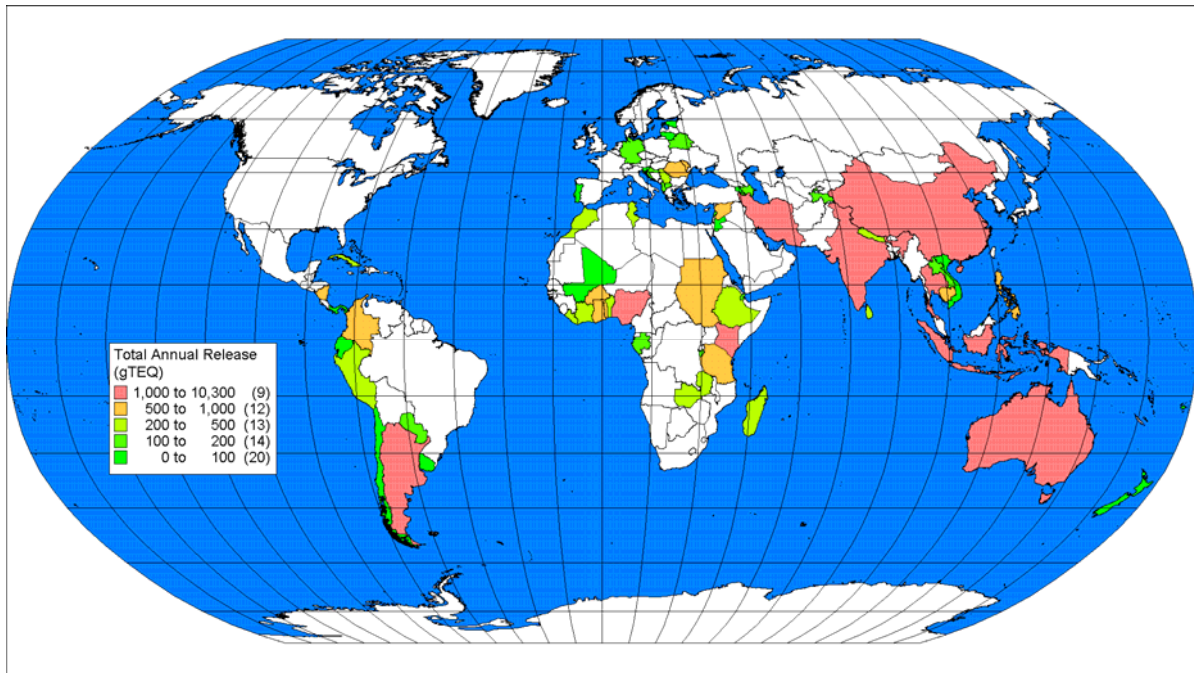 Total Annual Release
(gTEQ)
1,000 to 10,300 (9)
500 to 1,000 (12)
200 to 500 (13)
100 to 200 (14)
0 to 100 (20)